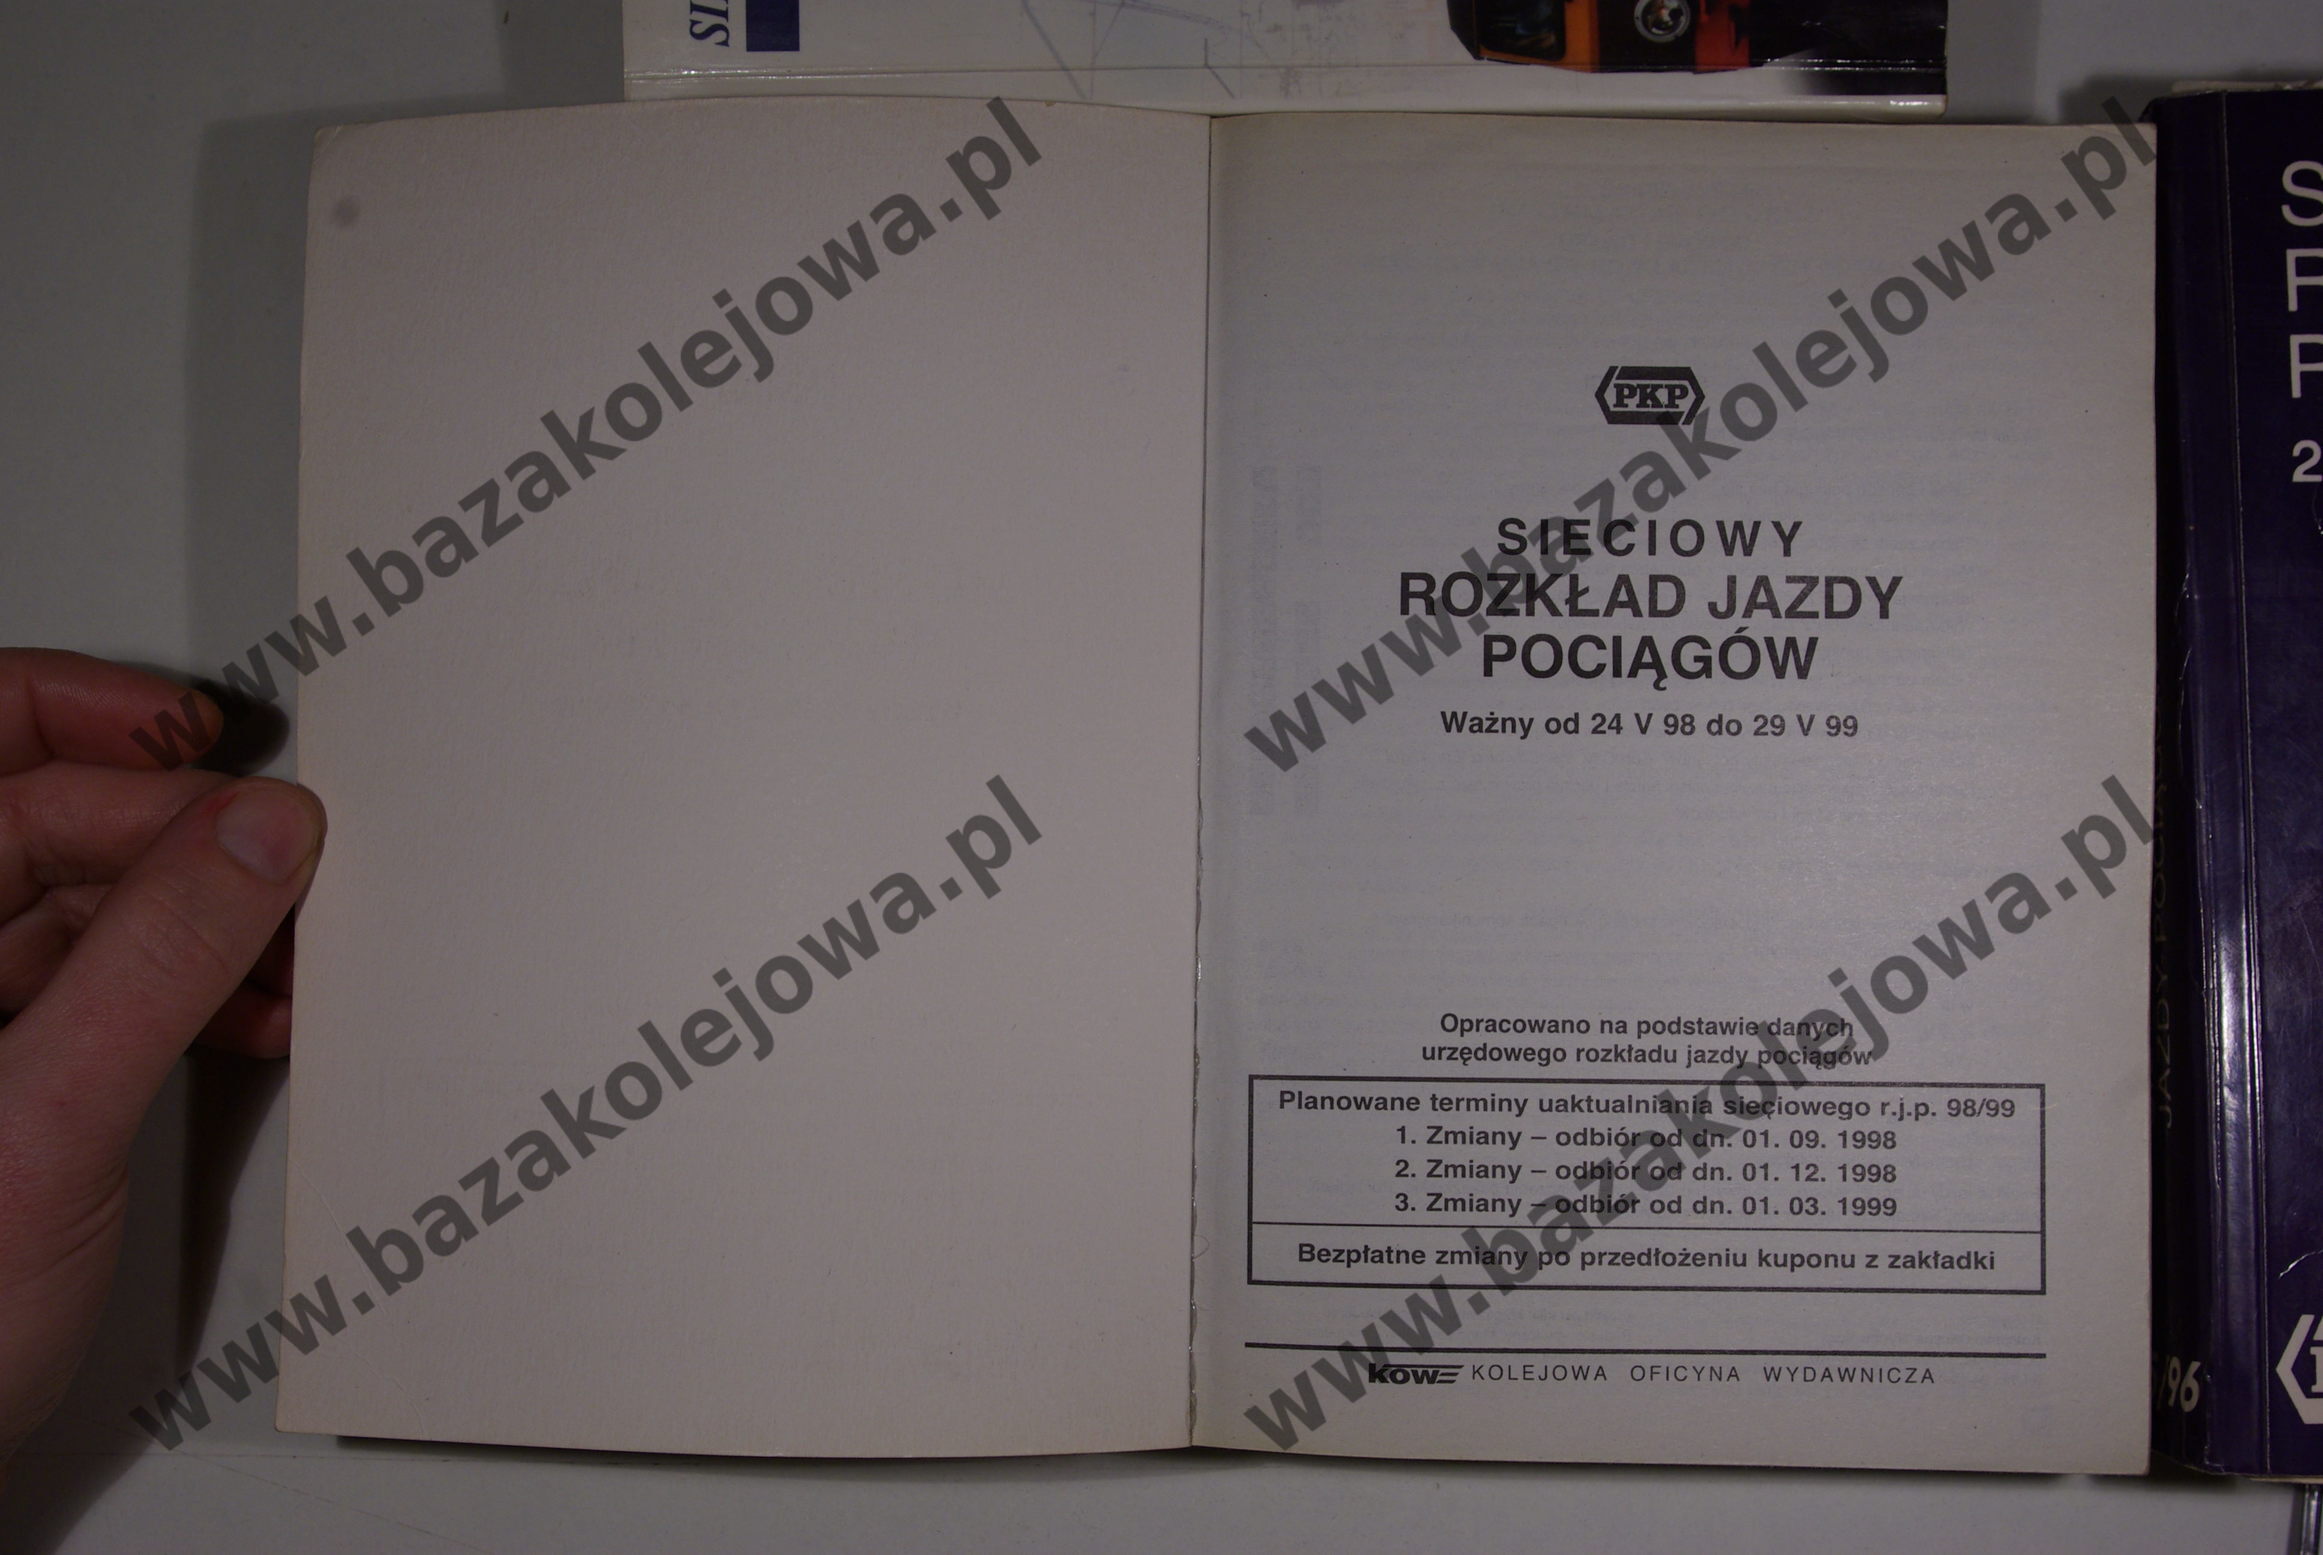 www.bazakolejowa.pl
www.bazakolejowa.pl
PKP
SIECIOWY
ROZKŁAD JAZDY
POCIĄGÓW
Ważny od 24 V 98 do 29 V 99
www.bazakolejowa.pl
www.bazakolejowa.pl
Opracowano na podstawie danych
urzędowego rozkładu jazdy pociągów
Planowane terminy uaktualniania sieciowego r.j.p. 98/99
1. Zmiany – odbiór od dn. 01. 09. 1998
2. Zmiany – odbiór od dn. 01. 12. 1998
3. Zmiany – odbiór od dn. 01. 03. 1999
Bezpłatne zmiany po przedłożeniu kuponu z zakładki
KOW KOLEJOWA OFICYNA WYDAWNICZA